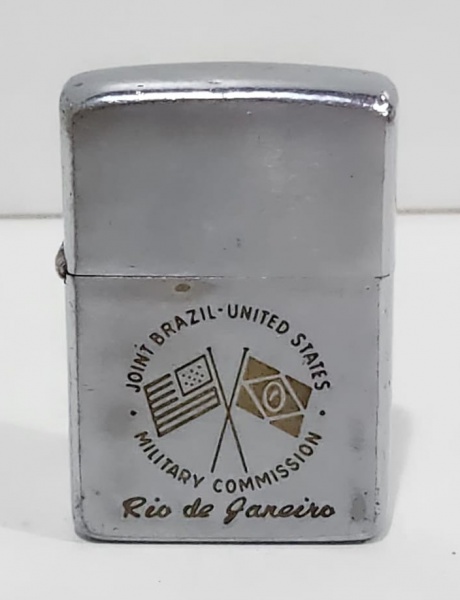 JOINT BRAZIL-UNITED STATES
• MILITARY COMMISSION •
Rio de Janeiro